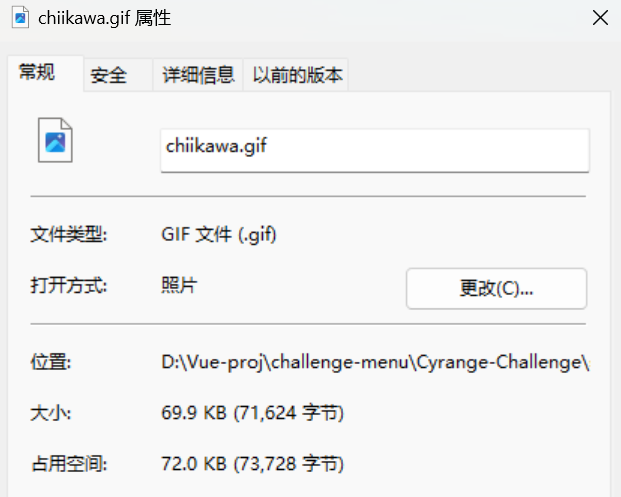 chiikawa.gif 属性
常规 安全 详细信息 以前的版本
chiikawa.gif
文件类型: GIF 文件 (.gif)
打开方式: 照片 更改(C)...
位置: D:\Vue-proj\challenge-menu\Cyrange-Challenge\
大小: 69.9 KB (71,624 字节)
占用空间: 72.0 KB (73,728 字节)